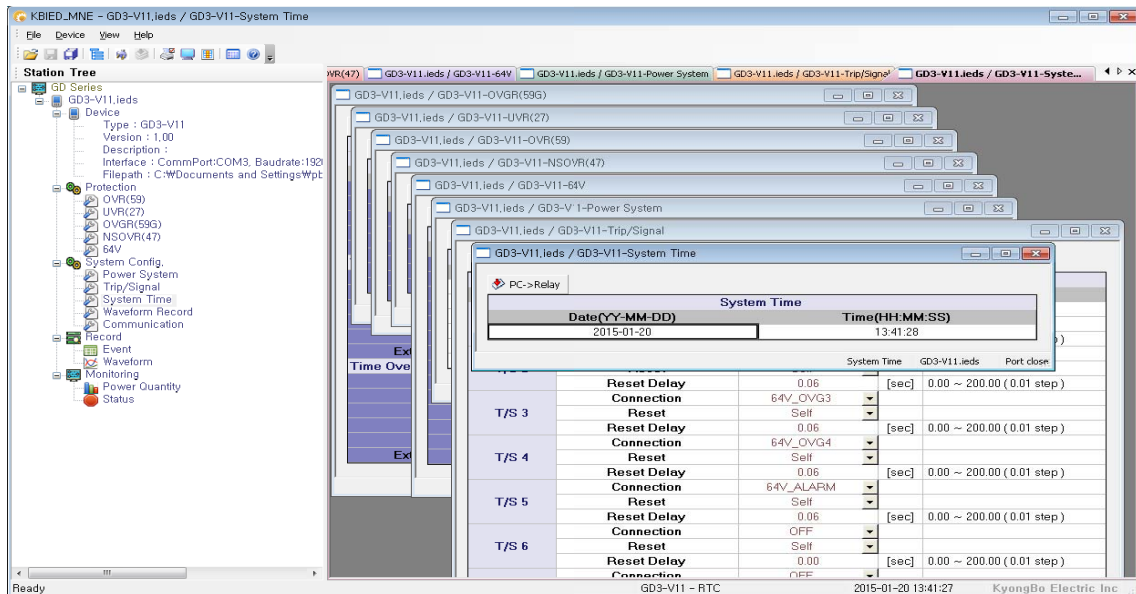 KBIED_MNE - GD3-V11.ieds / GD3-V11-System Time
File Device View Help
Station Tree
GD Series
GD3-V11.ieds
Device
Type : GD3-V11
Version : 1.00
Description :
Interface : CommPort:COM3, Baudrate:192
Filepath : C:₩Documents and Settings₩pb
Protection
OVR(59)
UVR(27)
OVGR(59G)
NSOVR(47)
64V
System Config.
Power System
Trip/Signal
System Time
Waveform Record
Communication
Record
Event
Waveform
Monitoring
Power Quantity
Status
VR(47) GD3-V11.ieds / GD3-V11-64V GD3-V11.ieds / GD3-V11-Power System GD3-V11.ieds / GD3-V11-Trip/Signal GD3-V11.ieds / GD3-V11-Syste...
GD3-V11.ieds / GD3-V11-OVGR(59G)
GD3-V11.ieds / GD3-V11-UVR(27)
GD3-V11.ieds / GD3-V11-OVR(59)
GD3-V11.ieds / GD3-V11-NSOVR(47)
GD3-V11.ieds / GD3-V11-64V
GD3-V11.ieds / GD3-V11-Power System
GD3-V11.ieds / GD3-V11-Trip/Signal
GD3-V11.ieds / GD3-V11-System Time
PC->Relay
System Time
Date(YY-MM-DD) Time(HH:MM:SS)
2015-01-20 13:41:28
System Time GD3-V11.ieds Port close
Ext
Time Ove
Reset Delay 0.06 [sec] 0.00 ~ 200.00 ( 0.01 step )
Connection 64V_OVG3
T/S 3 Reset Self
Reset Delay 0.06 [sec] 0.00 ~ 200.00 ( 0.01 step )
Connection 64V_OVG4
Ext T/S 4 Reset Self
Reset Delay 0.06 [sec] 0.00 ~ 200.00 ( 0.01 step )
Connection 64V_ALARM
T/S 5 Reset Self
Reset Delay 0.06 [sec] 0.00 ~ 200.00 ( 0.01 step )
Connection OFF
T/S 6 Reset Self
Reset Delay 0.00 [sec] 0.00 ~ 200.00 ( 0.01 step )
Connection OFF
Ready GD3-V11 - RTC 2015-01-20 13:41:27 KyongBo Electric Inc